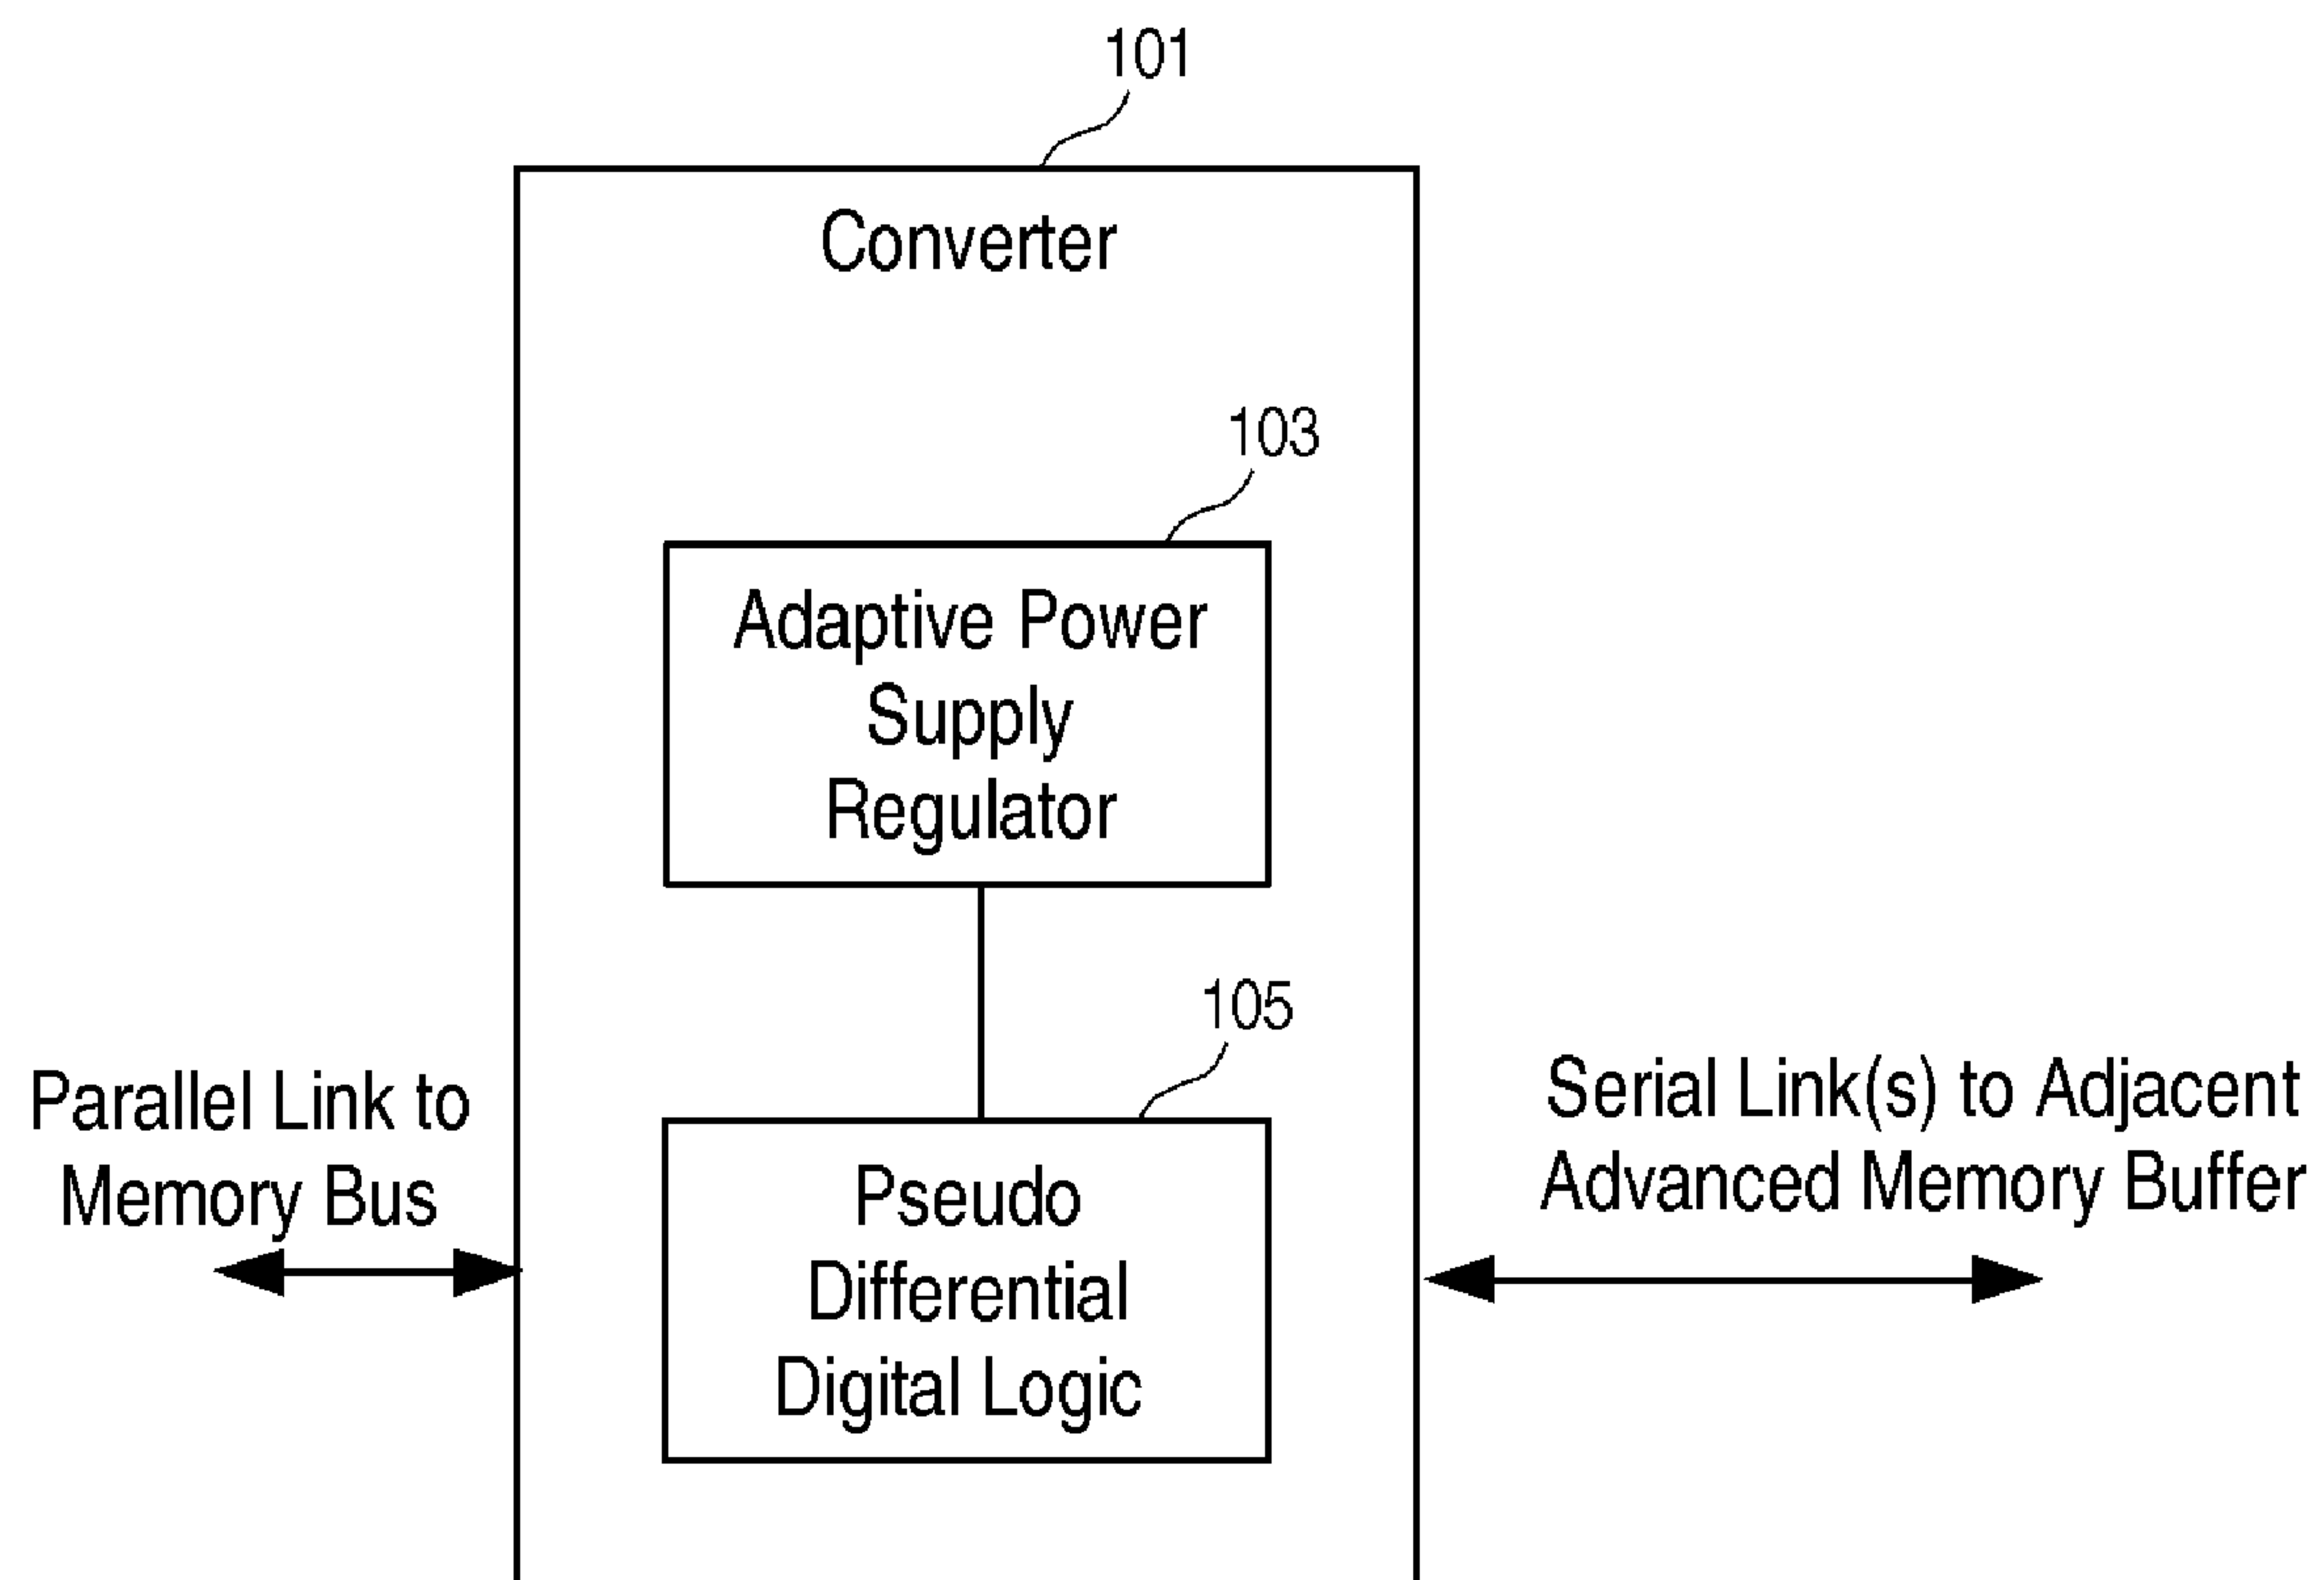 101
Converter
103
Adaptive Power
Supply
Regulator
105
Parallel Link to
Memory Bus
Serial Link(s) to Adjacent
Advanced Memory Buffer
Pseudo
Differential
Digital Logic